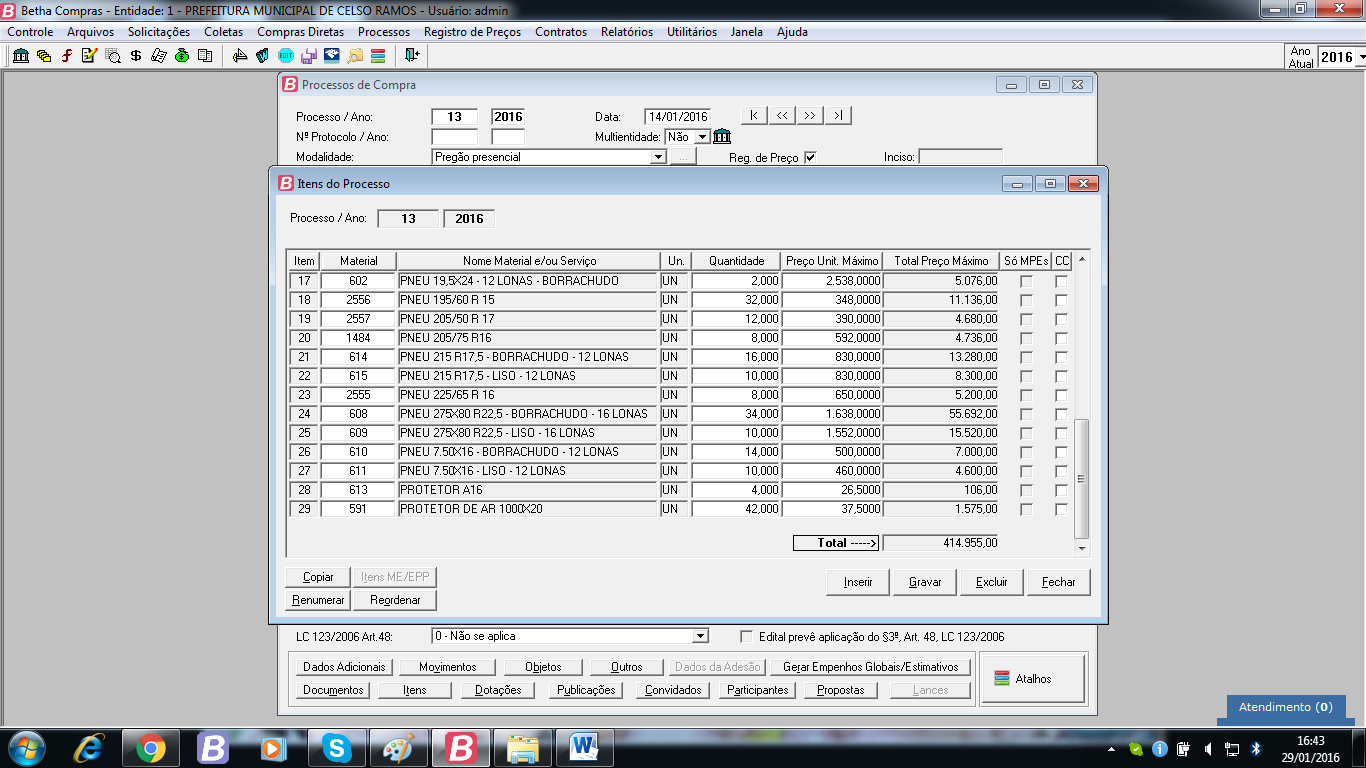 Betha Compras - Entidade: 1 - PREFEITURA MUNICIPAL DE CELSO RAMOS - Usuário: admin
Controle Arquivos Solicitações Coletas Compras Diretas Processos Registro de Preços Contratos Relatórios Utilitários Janela Ajuda
Ano Atual 2016
Processos de Compra
Processo / Ano: 13 2016 Data: 14/01/2016 |< << >> >|
Nº Protocolo / Ano: Multientidade: Não
Modalidade: Pregão presencial ... Reg. de Preço Inciso:
Itens do Processo
Processo / Ano: 13 2016
Item Material Nome Material e/ou Serviço Un. Quantidade Preço Unit. Máximo Total Preço Máximo Só MPEs CC
17 602 PNEU 19,5X24 - 12 LONAS - BORRACHUDO UN 2,000 2.538,0000 5.076,00
18 2556 PNEU 195/60 R 15 UN 32,000 348,0000 11.136,00
19 2557 PNEU 205/50 R 17 UN 12,000 390,0000 4.680,00
20 1484 PNEU 205/75 R16 UN 8,000 592,0000 4.736,00
21 614 PNEU 215 R17,5 - BORRACHUDO - 12 LONAS UN 16,000 830,0000 13.280,00
22 615 PNEU 215 R17,5 - LISO - 12 LONAS UN 10,000 830,0000 8.300,00
23 2555 PNEU 225/65 R 16 UN 8,000 650,0000 5.200,00
24 608 PNEU 275X80 R22,5 - BORRACHUDO - 16 LONAS UN 34,000 1.638,0000 55.692,00
25 609 PNEU 275X80 R22,5 - LISO - 16 LONAS UN 10,000 1.552,0000 15.520,00
26 610 PNEU 7.50X16 - BORRACHUDO - 12 LONAS UN 14,000 500,0000 7.000,00
27 611 PNEU 7.50X16 - LISO - 12 LONAS UN 10,000 460,0000 4.600,00
28 613 PROTETOR A16 UN 4,000 26,5000 106,00
29 591 PROTETOR DE AR 1000X20 UN 42,000 37,5000 1.575,00
Total -----> 414.955,00
Copiar Itens ME/EPP Inserir Gravar Excluir Fechar
Renumerar Reordenar
LC 123/2006 Art.48: 0 - Não se aplica Edital prevê aplicação do §3º, Art. 48, LC 123/2006
Dados Adicionais Movimentos Objetos Outros Dados da Adesão Gerar Empenhos Globais/Estimativos
Documentos Itens Dotações Publicações Convidados Participantes Propostas Lances
Atalhos
Atendimento (0)
16:43
29/01/2016